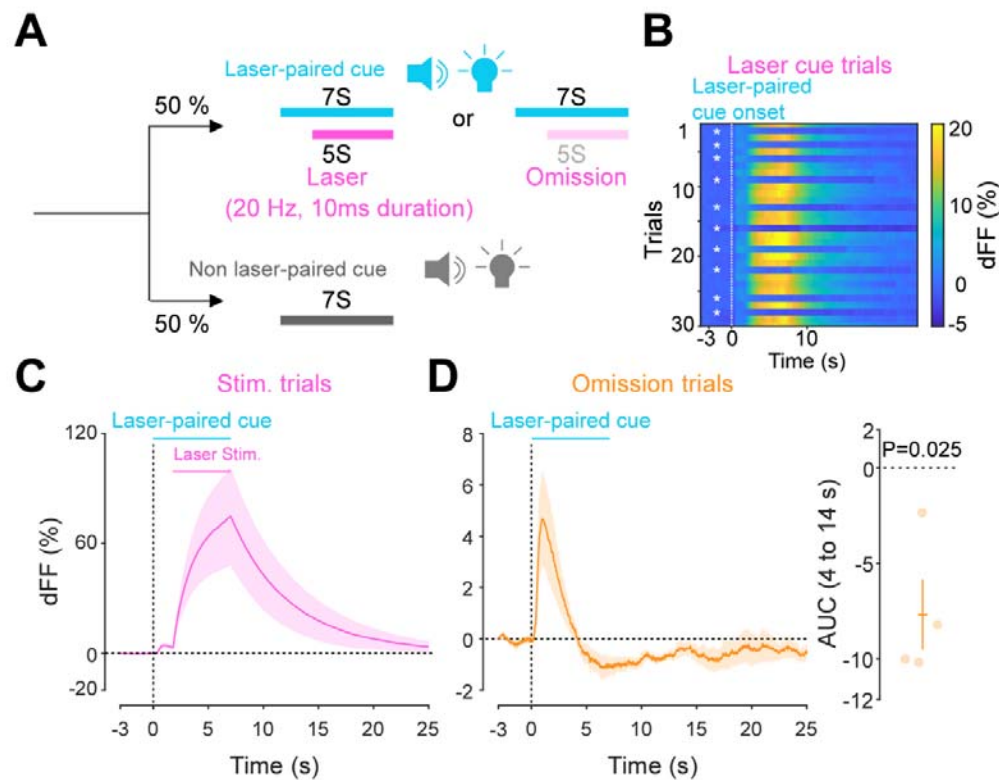 A
Laser-paired cue
50 %
7S
or
7S
5S
5S
Laser
Omission
(20 Hz, 10ms duration)
Non laser-paired cue
7S
50 %
B
Laser cue trials
Laser-paired
cue onset
1
10
20
30
Trials
-3 0 10
Time (s)
20
10
0
-5
dFF (%)
C
Stim. trials
Laser-paired cue
Laser Stim.
120
60
0
-20
dFF (%)
-3 0 5 10 15 20 25
Time (s)
D
Omission trials
Laser-paired cue
8
6
4
2
0
-2
-3 0 5 10 15 20 25
Time (s)
2
P=0.025
0
-5
-10
-12
AUC (4 to 14 s)